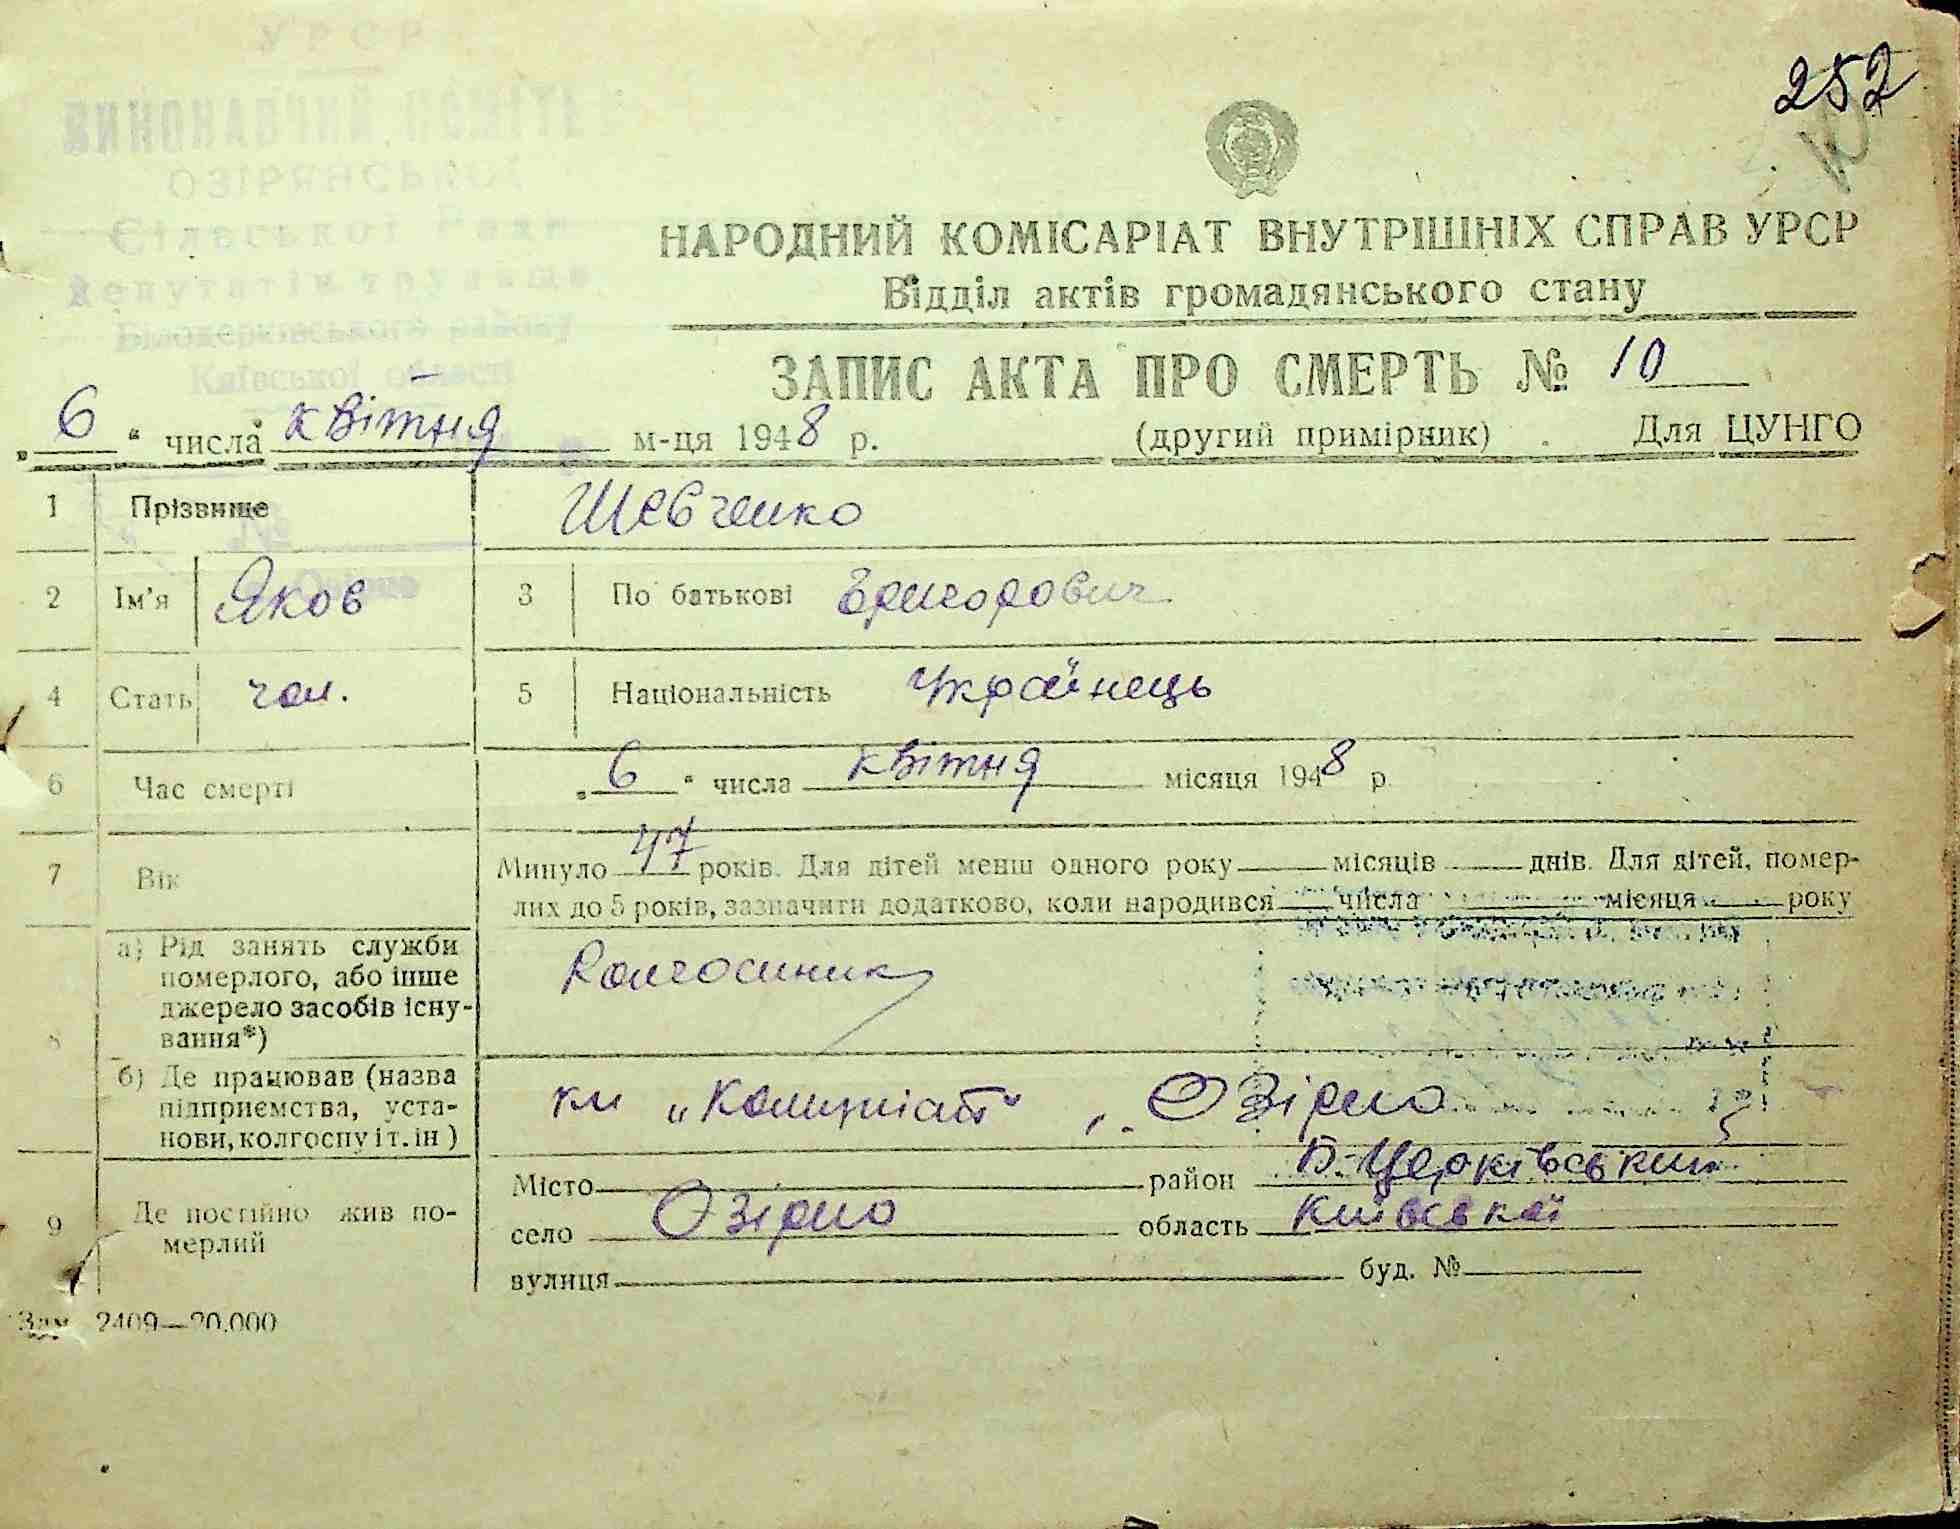 252
УРСР
ВИКОНАВЧИЙ КОМІТЕТ
ОЗІРЯНСЬКОЇ
Сільської Ради
Депутатів трудящ
Білоцерківського району
Київської області
НАРОДНИЙ КОМІСАРІАТ ВНУТРІШНІХ СПРАВ УРСР
Відділ актів громадянського стану
ЗАПИС АКТА ПРО СМЕРТЬ № 10
„6“ числа квітня м-ця 1948 р. (другий примірник) Для ЦУНГО
1 Прізвище Шевченко
2 Ім'я Яков 3 По батькові Григорович
4 Стать чол. 5 Національність Українець
6 Час смерті „6“ числа квітня місяця 1948 р.
7 Вік Минуло 47 років. Для дітей менш одного року місяців днів. Для дітей, помер-
лих до 5 років, зазначити додатково, коли народився числа місяця року
8 а) Рід занять служби
померлого, або інше
джерело засобів існу-
вання*) Колгоспник
б) Де працював (назва
підприємства, уста-
нови, колгоспу і т. ін) к-п „Комуніст“, Озірно
9 Де постійно жив по-
мерлий
Місто район Б-Церківський
село Озірно область Київської
вулиця буд. №
Зам. 2409—20.000